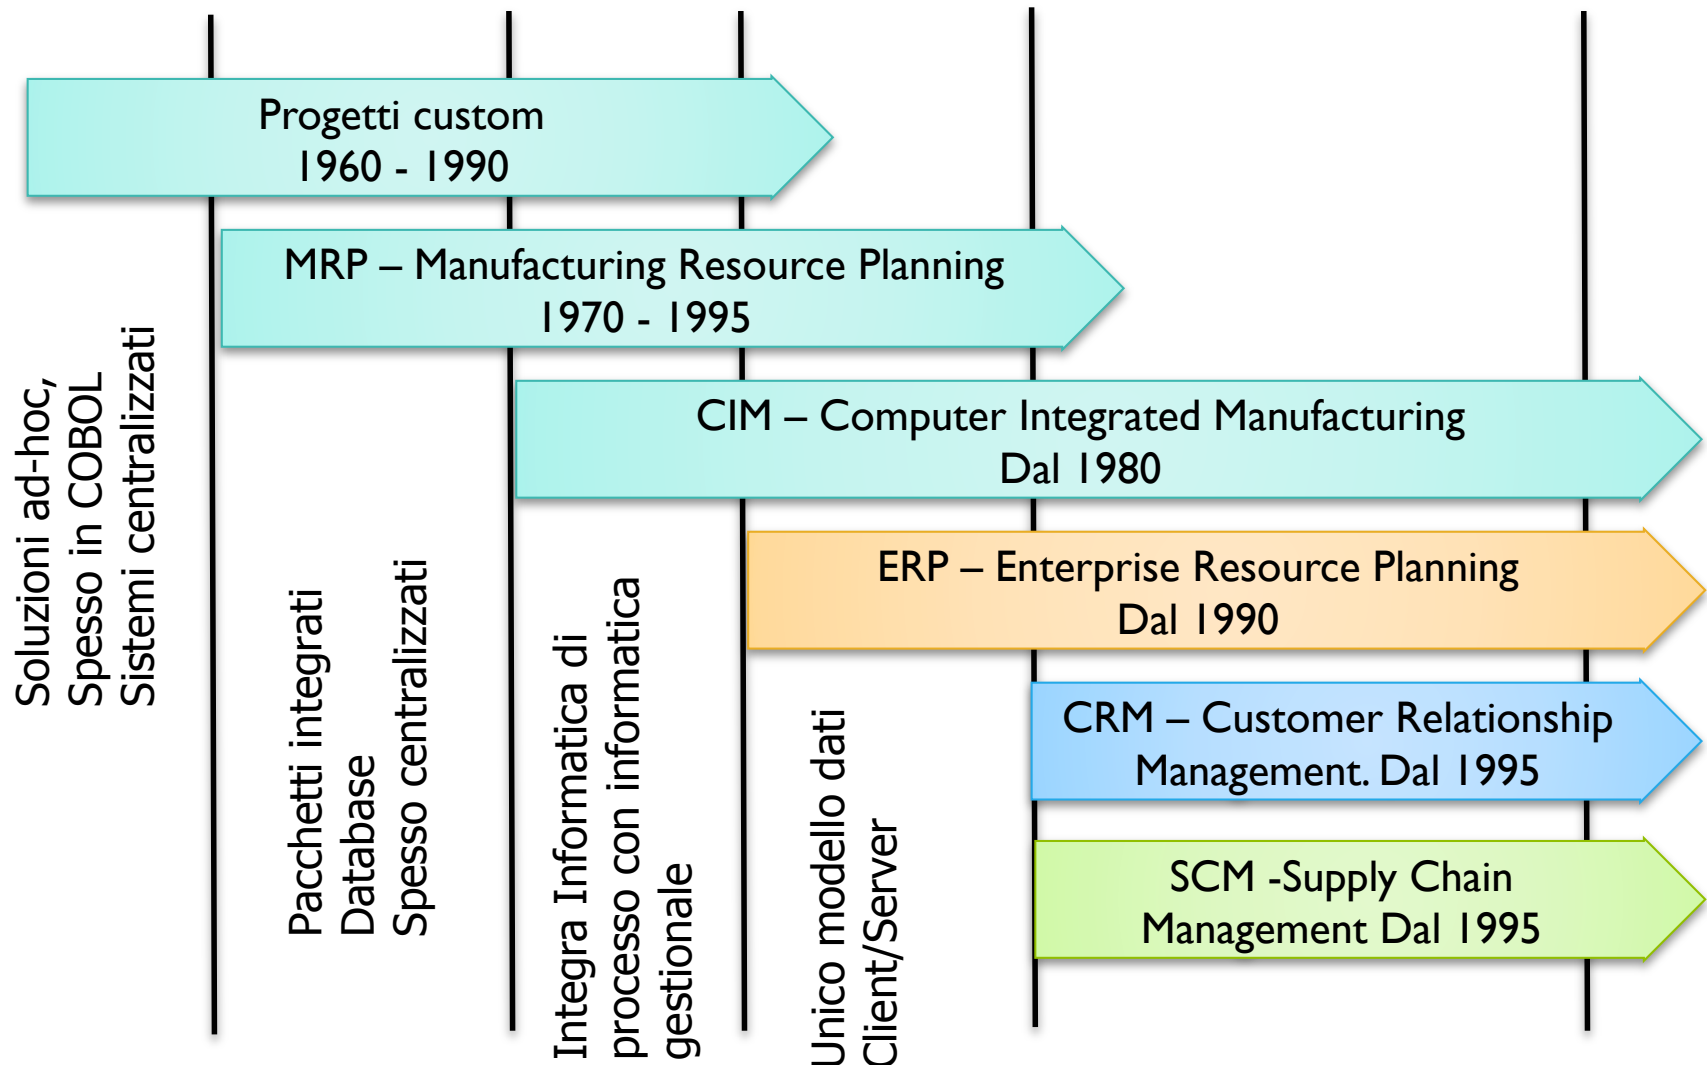 Progetti custom
1960 - 1990
MRP – Manufacturing Resource Planning
1970 - 1995
CIM – Computer Integrated Manufacturing
Dal 1980
ERP – Enterprise Resource Planning
Dal 1990
CRM – Customer Relationship
Management. Dal 1995
SCM -Supply Chain
Management Dal 1995
Soluzioni ad-hoc,
Spesso in COBOL
Sistemi centralizzati
Pacchetti integrati
Database
Spesso centralizzati
Integra Informatica di
processo con informatica
gestionale
Unico modello dati
Client/Server